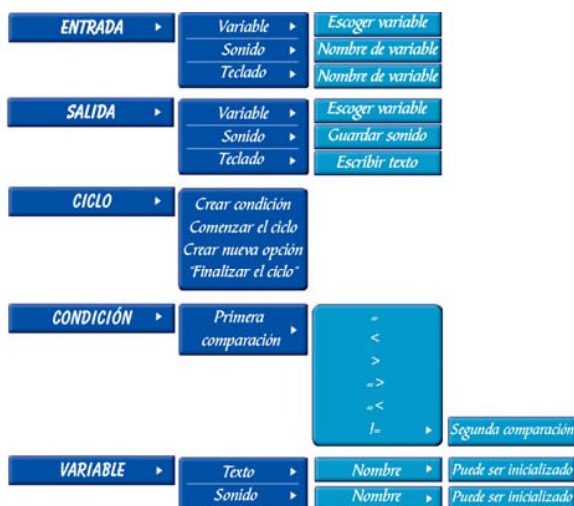 ENTRADA
Variable
Escoger variable
Sonido
Nombre de variable
Teclado
Nombre de variable
SALIDA
Variable
Escoger variable
Sonido
Guardar sonido
Teclado
Escribir texto
CICLO
Crear condición
Comenzar el ciclo
Crear nueva opción
"Finalizar el ciclo"
CONDICIÓN
Primera
comparación
=
<
>
=>
=<
!=
Segunda comparación
VARIABLE
Texto
Nombre
Puede ser inicializado
Sonido
Nombre
Puede ser inicializado